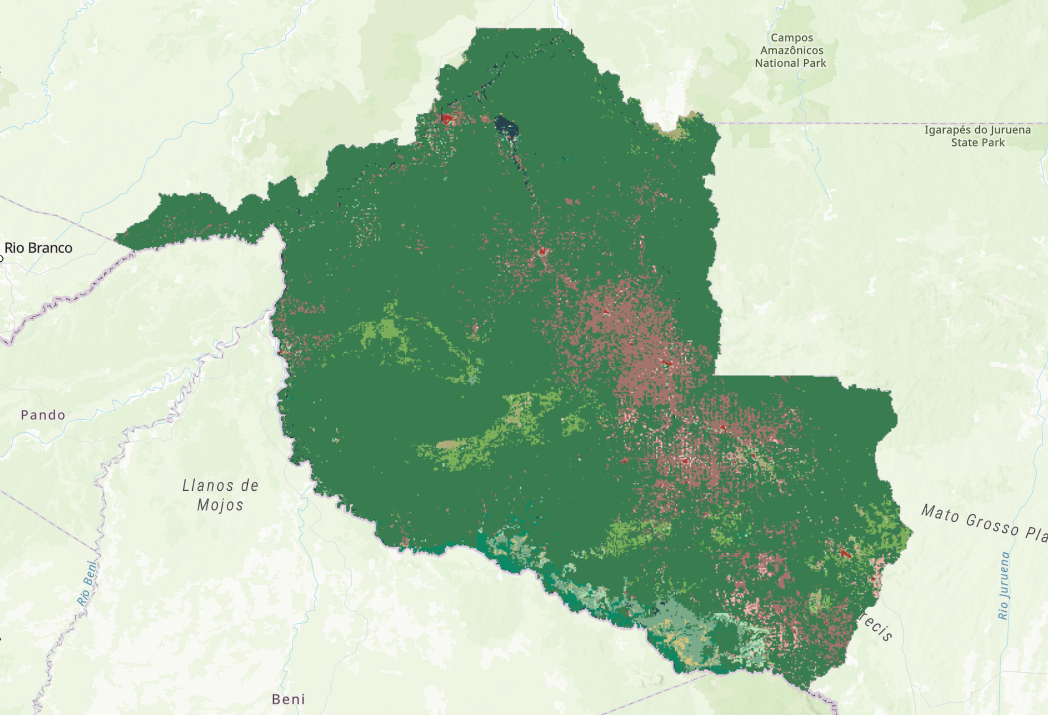 Campos
Amazônicos
National Park
Igarapés do Juruena
State Park
Rio Branco
Pando
Llanos de
Mojos
Mato Grosso Pla
Rio Beni
Rio Juruena
recis
Beni